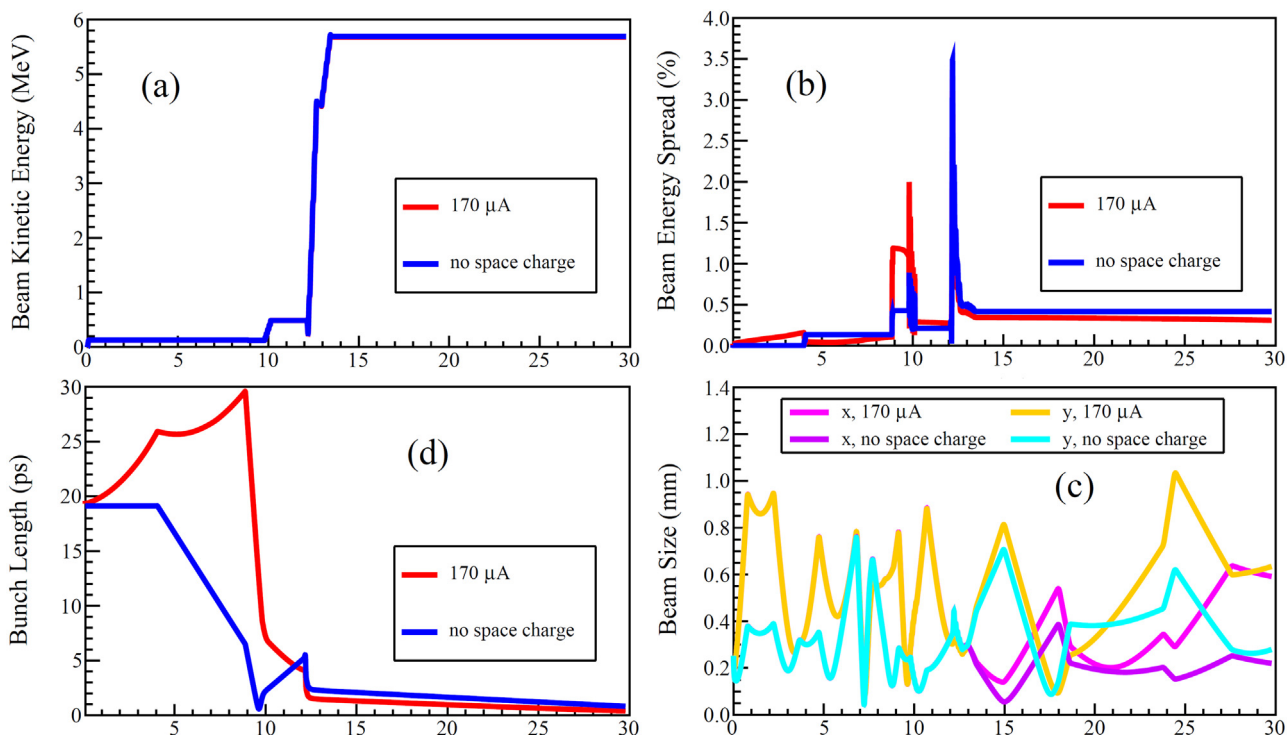 Beam Kinetic Energy (MeV)
6
5
4
3
2
1
0
(a)
170 µA
no space charge
0 5 10 15 20 25 30
Beam Energy Spread (%)
4.0
3.5
3.0
2.5
2.0
1.5
1.0
0.5
0.0
(b)
170 µA
no space charge
5 10 15 20 25 30
Bunch Length (ps)
30
25
20
15
10
5
0
(d)
170 µA
no space charge
5 10 15 20 25 30
Beam Size (mm)
1.4
1.2
1.0
0.8
0.6
0.4
0.2
0.0
x, 170 µA y, 170 µA
x, no space charge y, no space charge
(c)
0 5 10 15 20 25 30